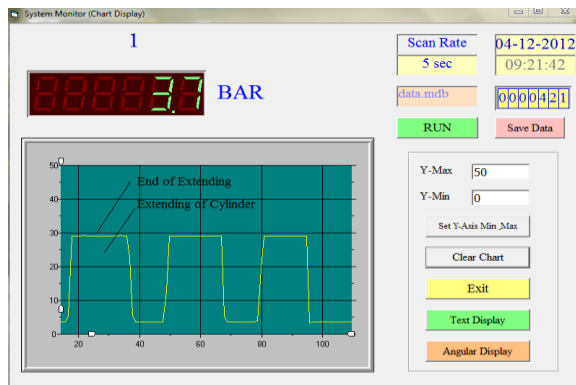 System Monitor (Chart Display)
1
3.7
BAR
Scan Rate
5 sec
04-12-2012
09:21:42
data.mdb
0000421
RUN
Save Data
50
40
30
20
10
0
End of Extending
Extending of Cylinder
20
40
60
80
100
Y-Max
50
Y-Min
0
Set Y-Axis Min ,Max
Clear Chart
Exit
Text Display
Angular Display